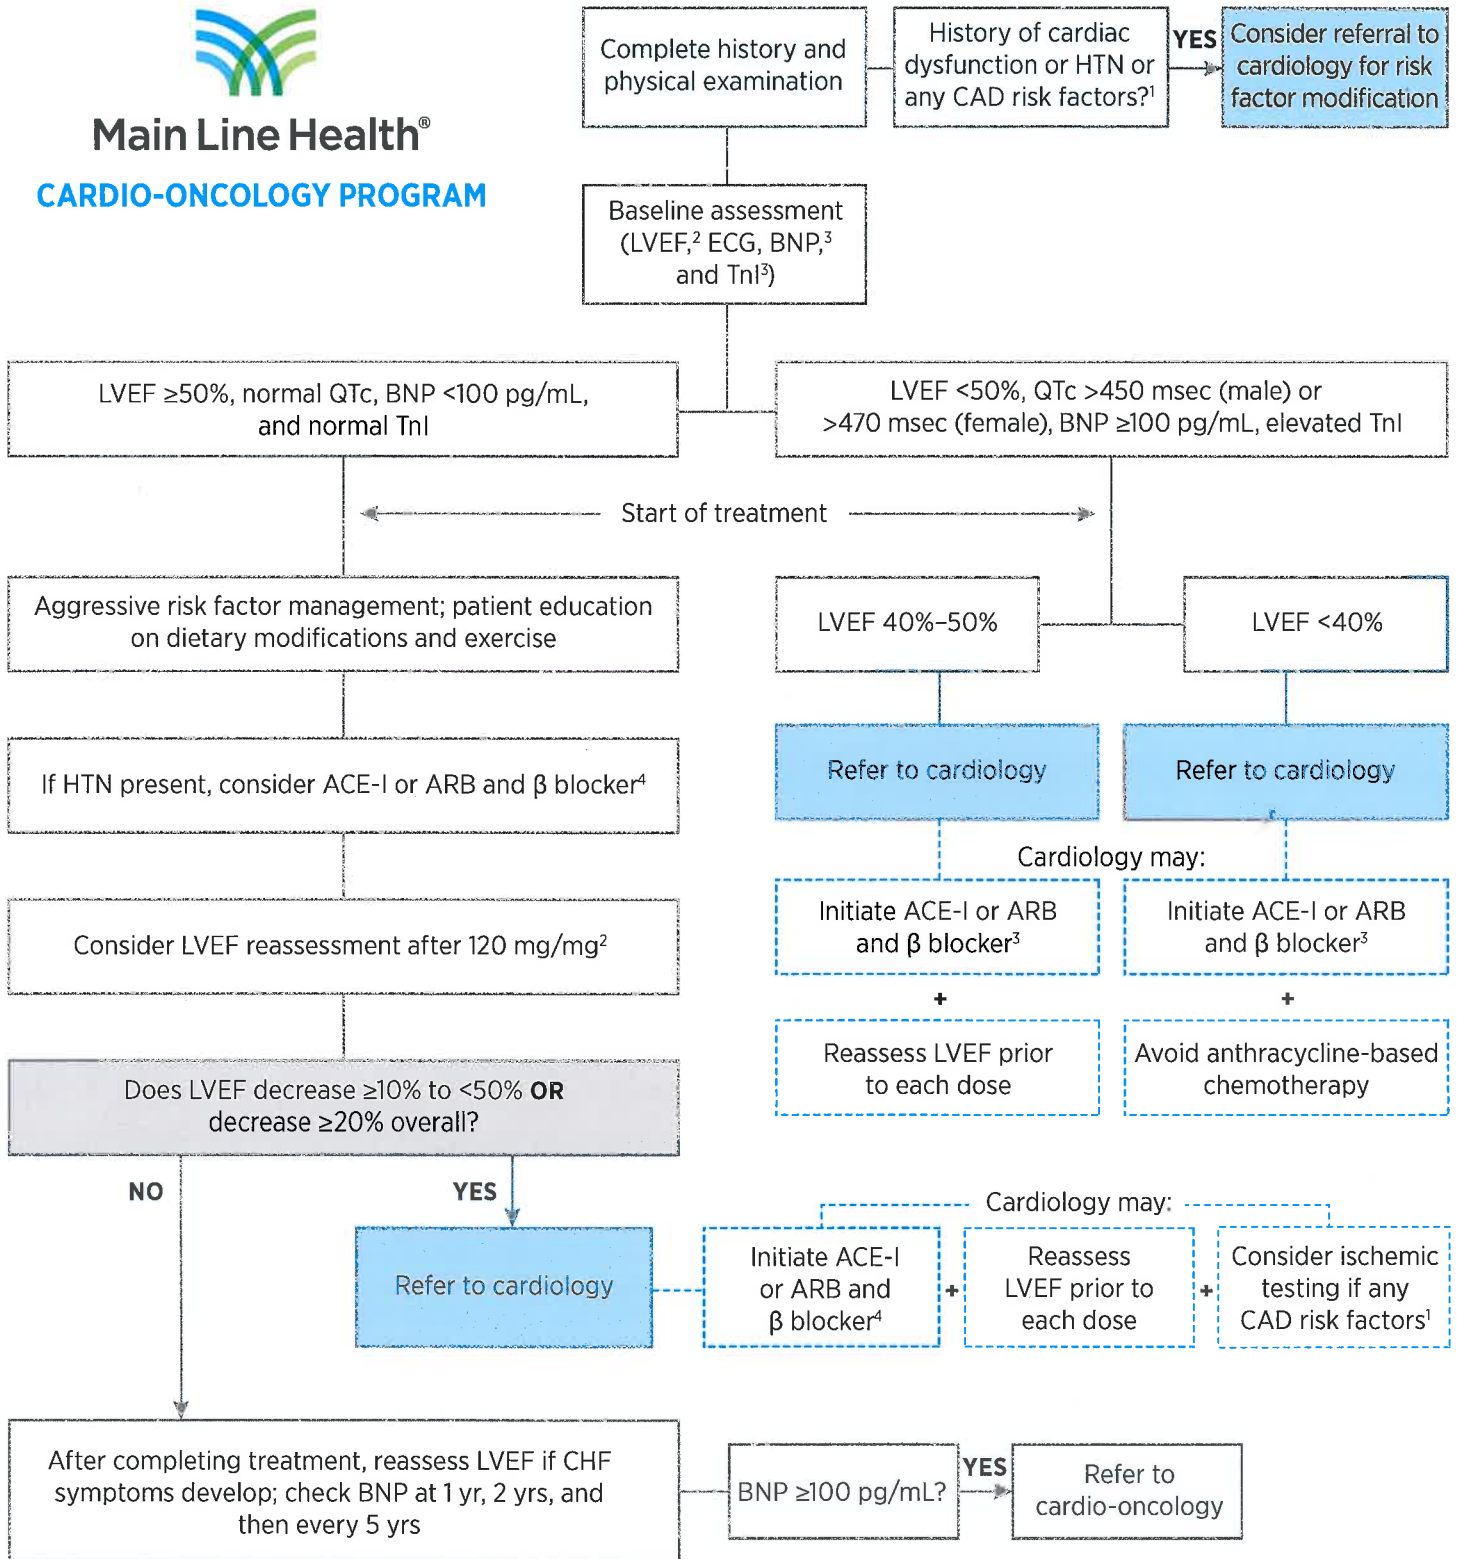 Main Line Health®
CARDIO-ONCOLOGY PROGRAM
Complete history and
physical examination
History of cardiac
dysfunction or HTN or
any CAD risk factors?¹
YES
Consider referral to
cardiology for risk
factor modification
Baseline assessment
(LVEF,² ECG, BNP,³
and TnI³)
LVEF ≥50%, normal QTc, BNP <100 pg/mL,
and normal TnI
LVEF <50%, QTc >450 msec (male) or
>470 msec (female), BNP ≥100 pg/mL, elevated TnI
Start of treatment
Aggressive risk factor management; patient education
on dietary modifications and exercise
LVEF 40%–50%
LVEF <40%
If HTN present, consider ACE-I or ARB and β blocker⁴
Refer to cardiology
Refer to cardiology
Cardiology may:
Consider LVEF reassessment after 120 mg/mg²
Initiate ACE-I or ARB
and β blocker³
Initiate ACE-I or ARB
and β blocker³
+
+
Reassess LVEF prior
to each dose
Avoid anthracycline-based
chemotherapy
Does LVEF decrease ≥10% to <50% OR
decrease ≥20% overall?
NO
YES
Refer to cardiology
Cardiology may:
Initiate ACE-I
or ARB and
β blocker⁴
+
Reassess
LVEF prior to
each dose
+
Consider ischemic
testing if any
CAD risk factors¹
After completing treatment, reassess LVEF if CHF
symptoms develop; check BNP at 1 yr, 2 yrs, and
then every 5 yrs
BNP ≥100 pg/mL?
YES
Refer to
cardio-oncology